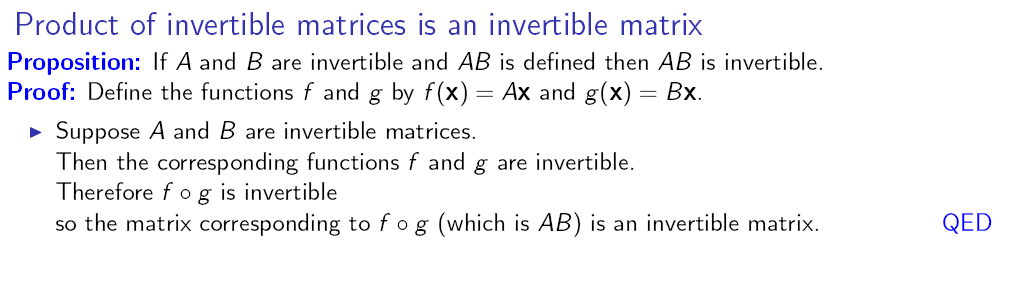 Product of invertible matrices is an invertible matrix
Proposition: If A and B are invertible and AB is defined then AB is invertible.
Proof: Define the functions f and g by f(x) = Ax and g(x) = Bx.
▶ Suppose A and B are invertible matrices.
Then the corresponding functions f and g are invertible.
Therefore f ∘ g is invertible
so the matrix corresponding to f ∘ g (which is AB) is an invertible matrix. QED